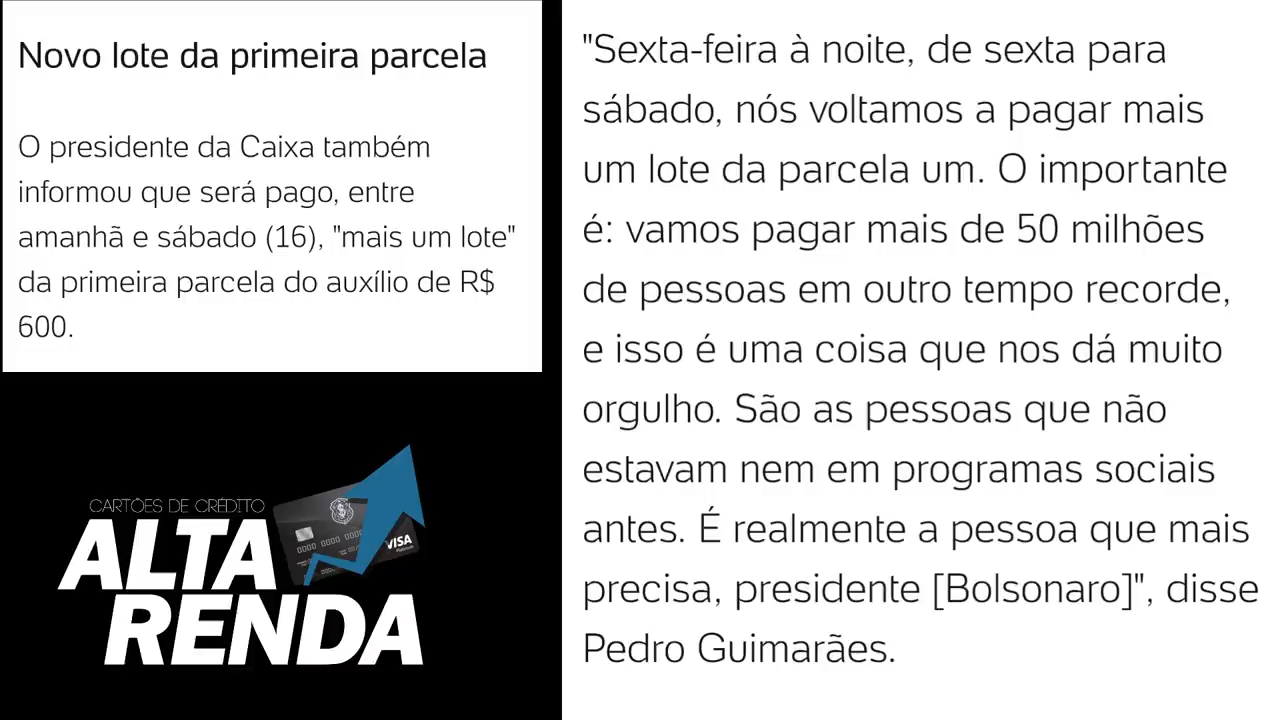 Novo lote da primeira parcela
O presidente da Caixa também
informou que será pago, entre
amanhã e sábado (16), "mais um lote"
da primeira parcela do auxílio de R$
600.
CARTÕES DE CRÉDITO
ALTA
RENDA
VISA
"Sexta-feira à noite, de sexta para
sábado, nós voltamos a pagar mais
um lote da parcela um. O importante
é: vamos pagar mais de 50 milhões
de pessoas em outro tempo recorde,
e isso é uma coisa que nos dá muito
orgulho. São as pessoas que não
estavam nem em programas sociais
antes. É realmente a pessoa que mais
precisa, presidente [Bolsonaro]", disse
Pedro Guimarães.